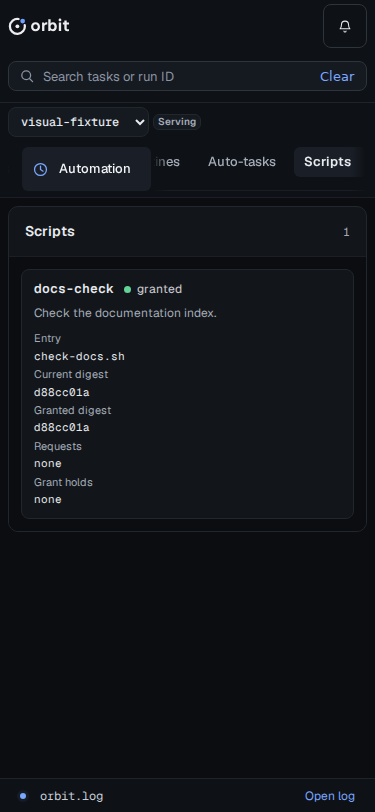 orbit
Search tasks or run ID Clear
visual-fixture Serving
Automation ines Auto-tasks Scripts
Scripts 1
docs-check granted
Check the documentation index.
Entry
check-docs.sh
Current digest
d88cc01a
Granted digest
d88cc01a
Requests
none
Grant holds
none
orbit.log Open log